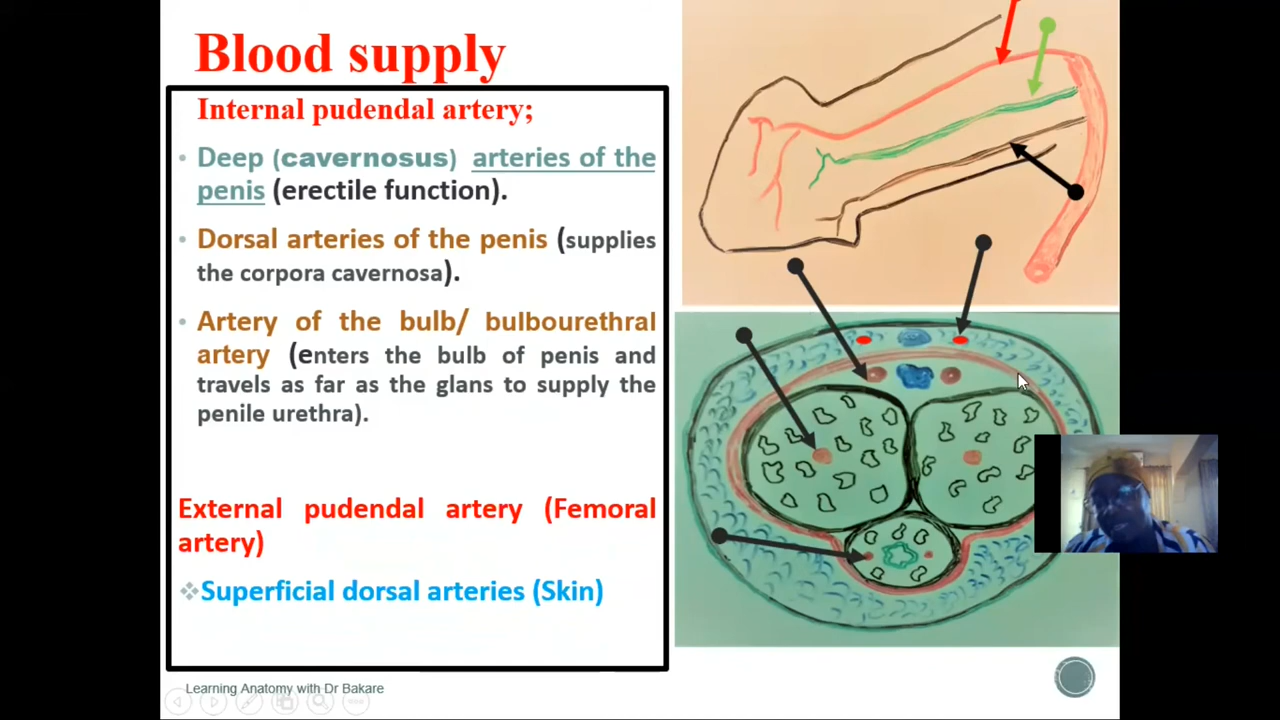 Blood supply
Internal pudendal artery;
• Deep (cavernosus) arteries of the
penis (erectile function).
• Dorsal arteries of the penis (supplies
the corpora cavernosa).
• Artery of the bulb/ bulbourethral
artery (enters the bulb of penis and
travels as far as the glans to supply the
penile urethra).
External pudendal artery (Femoral
artery)
❖Superficial dorsal arteries (Skin)
Learning Anatomy with Dr Bakare